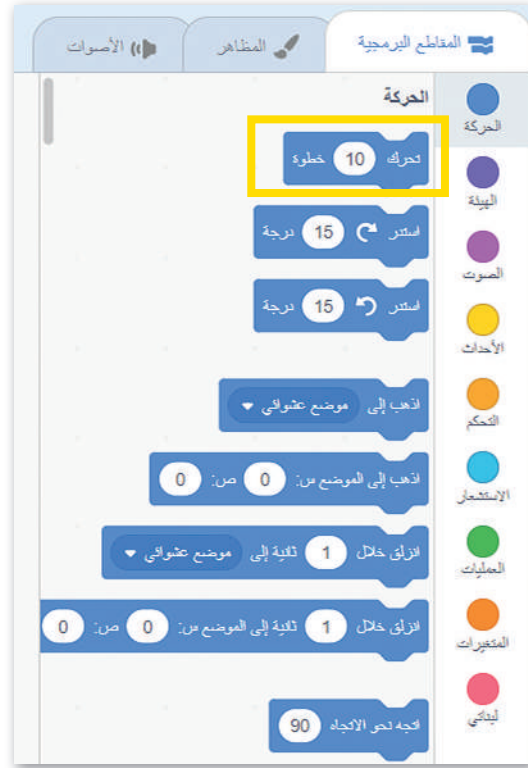 المقاطع البرمجية
المظاهر
الأصوات
الحركة
الهيئة
الصوت
الأحداث
التحكم
الاستشعار
العمليات
المتغيرات
لبناتي
الحركة
تحرك 10 خطوة
استدر 15 درجة
استدر 15 درجة
اذهب إلى موضع عشوائي
اذهب إلى الموضع س: 0 ص: 0
انزلق خلال 1 ثانية إلى موضع عشوائي
انزلق خلال 1 ثانية إلى الموضع س: 0 ص: 0
اتجه نحو الاتجاه 90